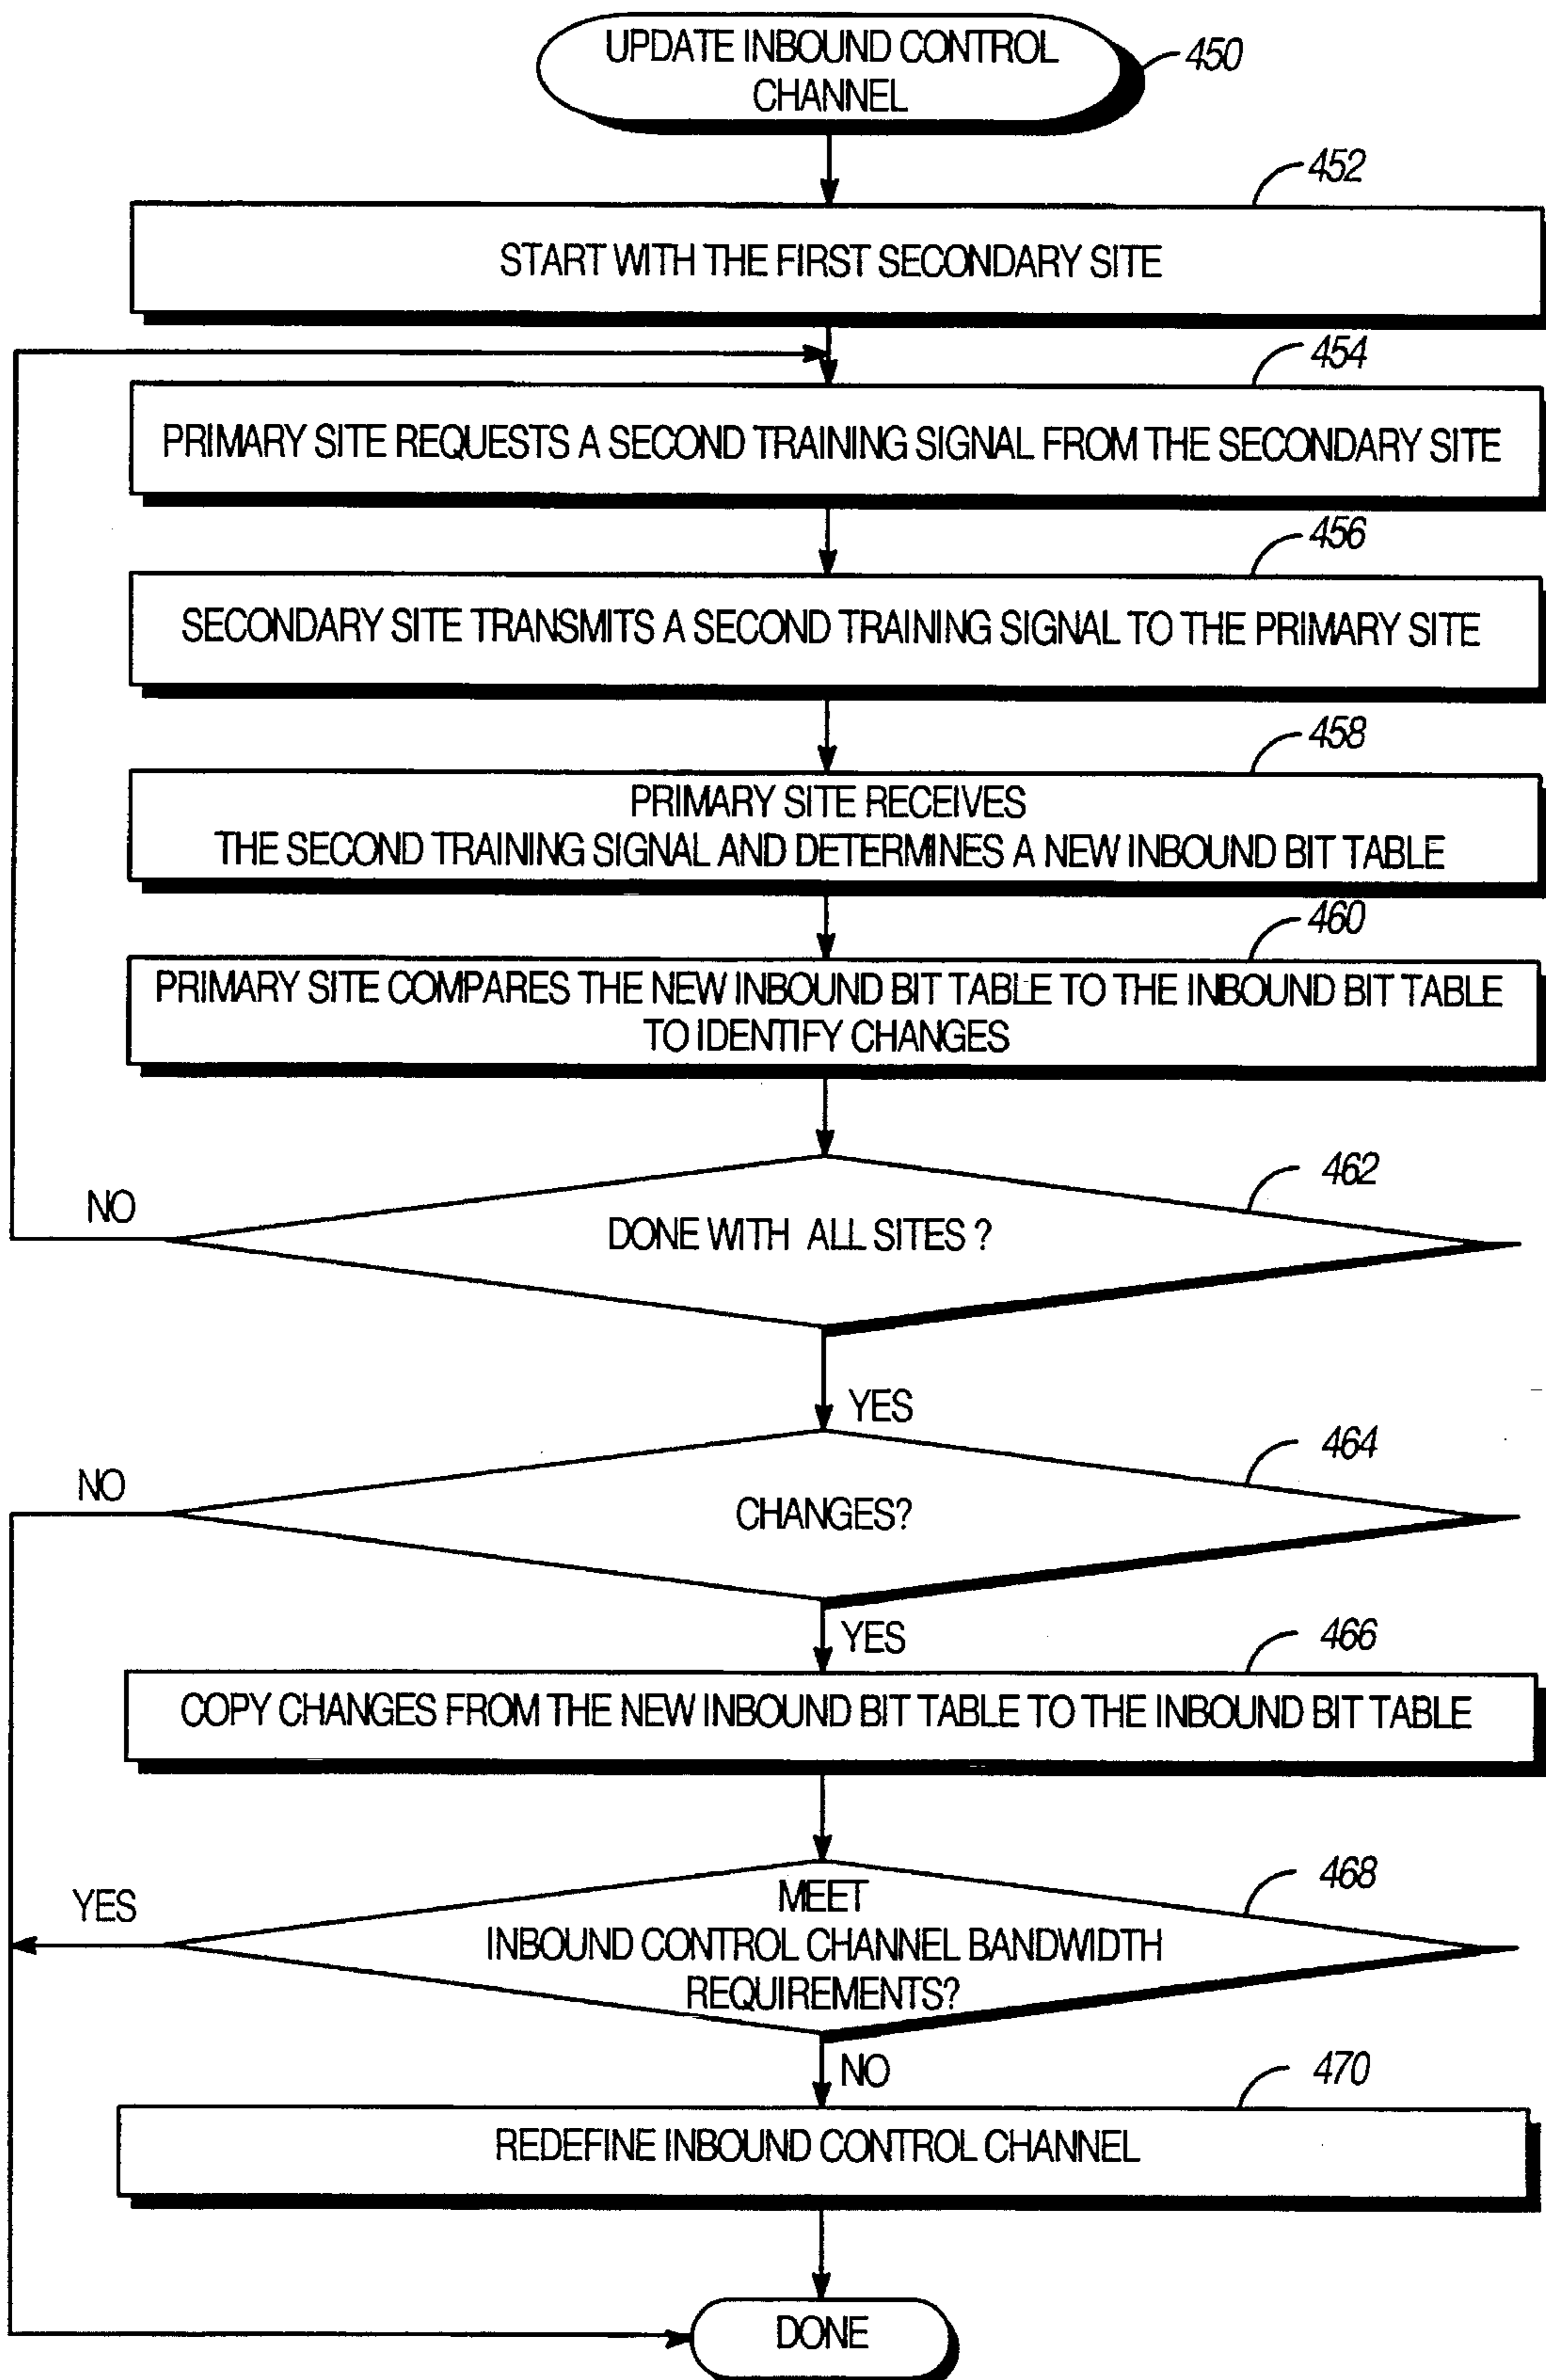 UPDATE INBOUND CONTROL
CHANNEL
450
452
START WITH THE FIRST SECONDARY SITE
454
PRIMARY SITE REQUESTS A SECOND TRAINING SIGNAL FROM THE SECONDARY SITE
456
SECONDARY SITE TRANSMITS A SECOND TRAINING SIGNAL TO THE PRIMARY SITE
458
PRIMARY SITE RECEIVES
THE SECOND TRAINING SIGNAL AND DETERMINES A NEW INBOUND BIT TABLE
460
PRIMARY SITE COMPARES THE NEW INBOUND BIT TABLE TO THE INBOUND BIT TABLE
TO IDENTIFY CHANGES
462
NO
DONE WITH ALL SITES ?
YES
464
NO
CHANGES?
YES
466
COPY CHANGES FROM THE NEW INBOUND BIT TABLE TO THE INBOUND BIT TABLE
468
YES
MEET
INBOUND CONTROL CHANNEL BANDWIDTH
REQUIREMENTS?
NO
470
REDEFINE INBOUND CONTROL CHANNEL
DONE